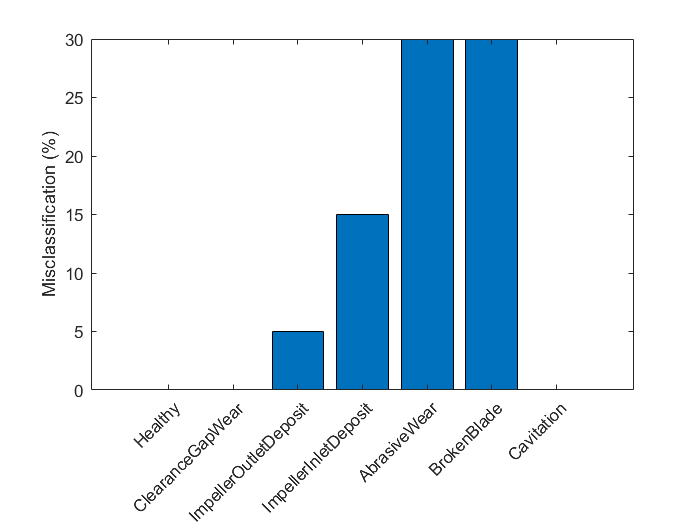 Misclassification (%)
30
25
20
15
10
5
0
Healthy
ClearanceGapWear
ImpellerOutletDeposit
ImpellerInletDeposit
AbrasiveWear
BrokenBlade
Cavitation